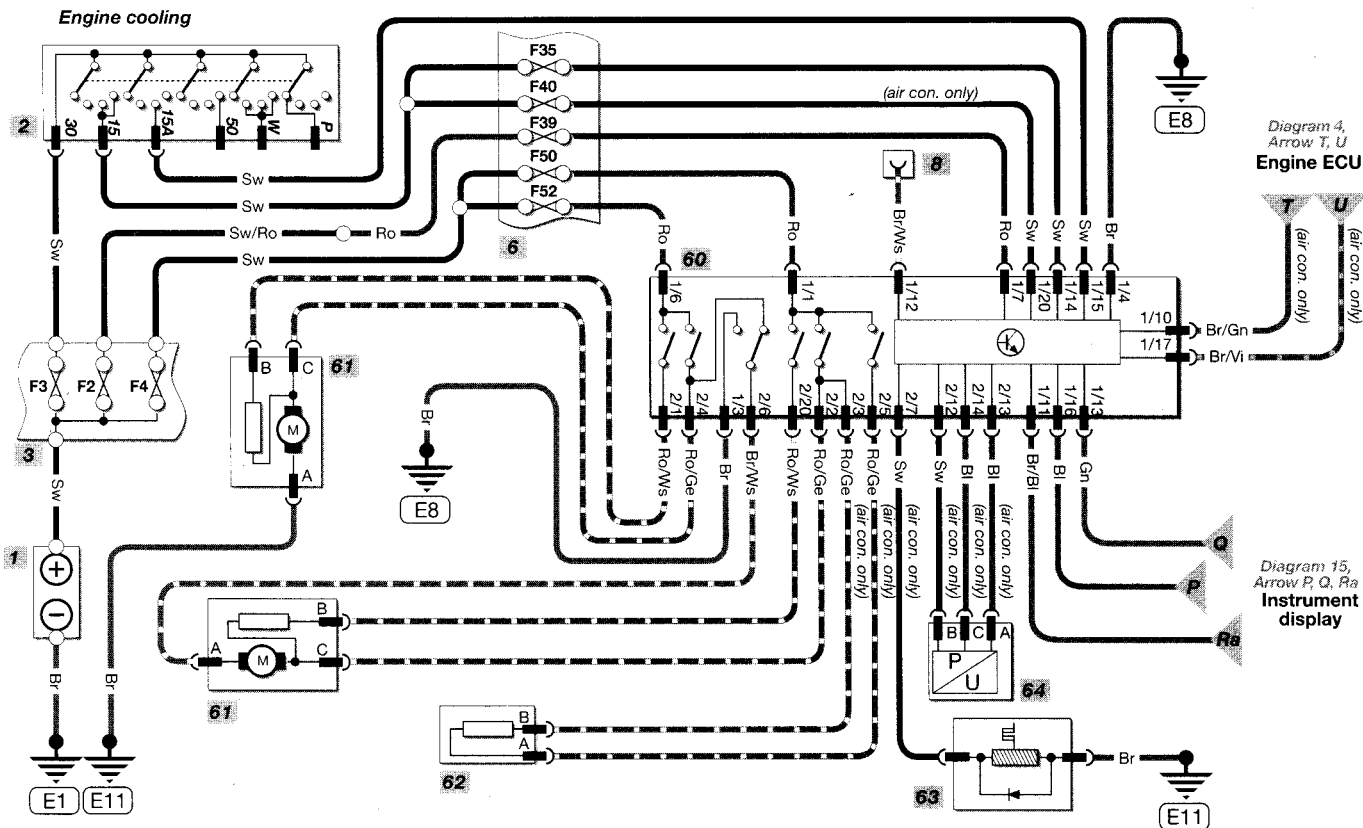 Engine cooling
2
30
15
15A
50
W
P
F35
F40
F39
F50
F52
6
(air con. only)
8
E8
Diagram 4,
Arrow T, U
Engine ECU
T
U
(air con. only)
(air con. only)
Sw
Sw
Sw/Ro
Ro
Sw
Sw
Ro
Ro
Br/Ws
Ro
Sw
Sw
Sw
Br
60
1/6
1/1
1/12
1/7
1/20
1/14
1/15
1/4
1/10
1/17
Br/Gn
Br/Vi
F3
F2
F4
3
Sw
B
C
61
M
A
Br
E8
2/1
2/4
1/3
2/6
2/20
2/2
2/3
2/5
2/7
2/12
2/14
2/13
1/11
1/16
1/13
Ro/Ws
Ro/Ge
Br
Br/Ws
Ro/Ws
Ro/Ge
Ro/Ge
Ro/Ge
Sw
Sw
Bl
Bl
Br/Bl
Bl
Gn
(air con. only)
(air con. only)
(air con. only)
(air con. only)
(air con. only)
(air con. only)
1
+
−
Br
Br
E1
E11
A
M
B
C
61
B
A
62
B
C
A
P
U
64
63
Br
E11
Q
P
Ra
Diagram 15,
Arrow P, Q, Ra
Instrument
display